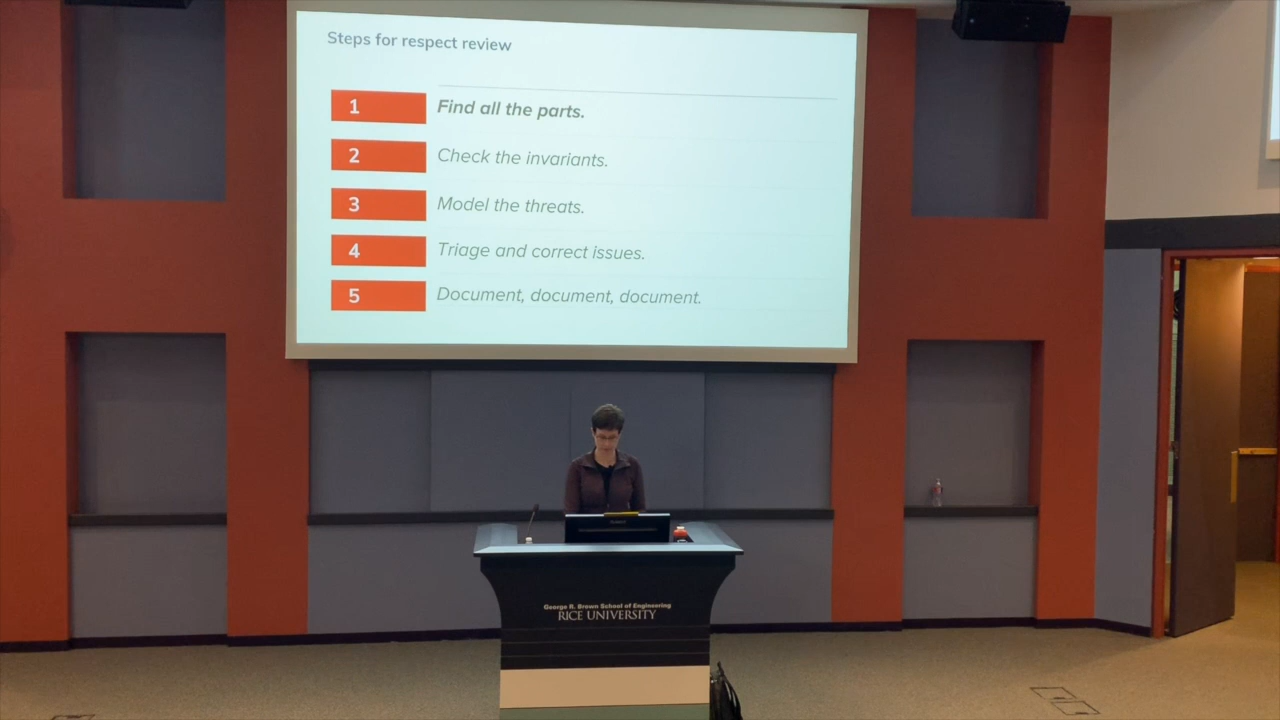 Steps for respect review
1 Find all the parts.
2 Check the invariants.
3 Model the threats.
4 Triage and correct issues.
5 Document, document, document.
George R. Brown School of Engineering
RICE UNIVERSITY